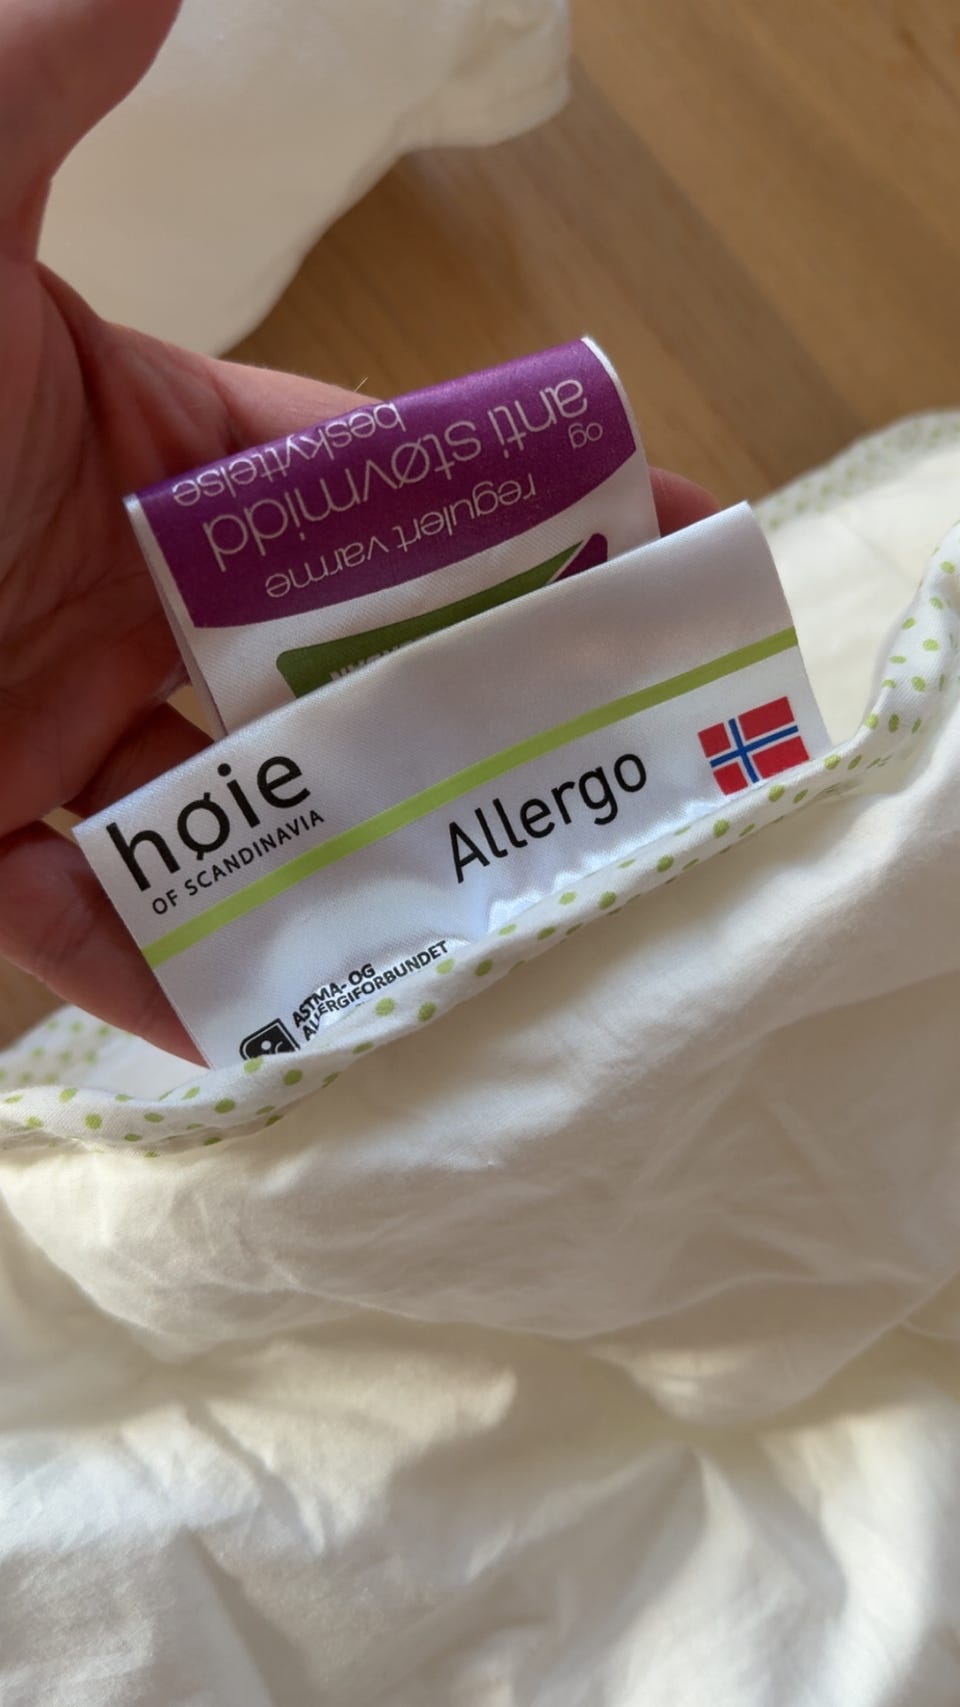 regulert varme
og
anti støvmidd
beskyttelse
høie
OF SCANDINAVIA
Allergo
ASTMA- OG
ALLERGIFORBUNDET